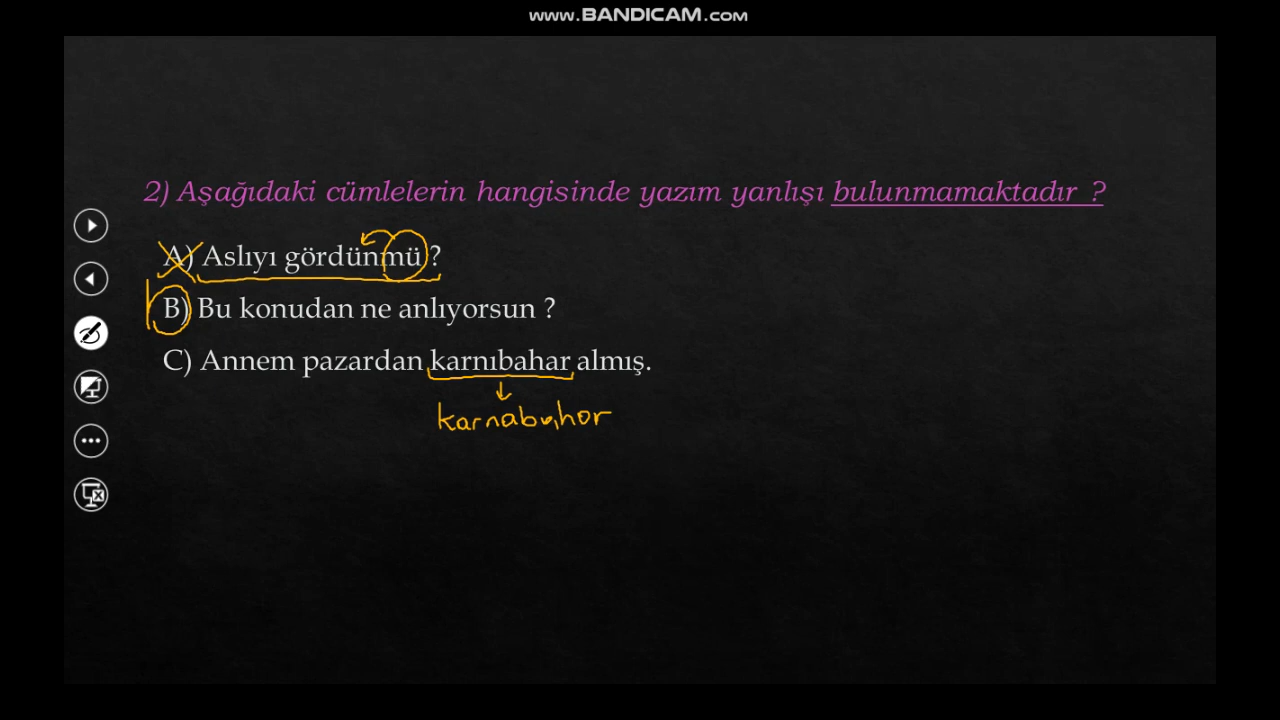 www.BANDICAM.com
2) Aşağıdaki cümlelerin hangisinde yazım yanlışı bulunmamaktadır ?
A) Aslıyı gördünmü ?
B) Bu konudan ne anlıyorsun ?
C) Annem pazardan karnıbahar almış.
karnabahar